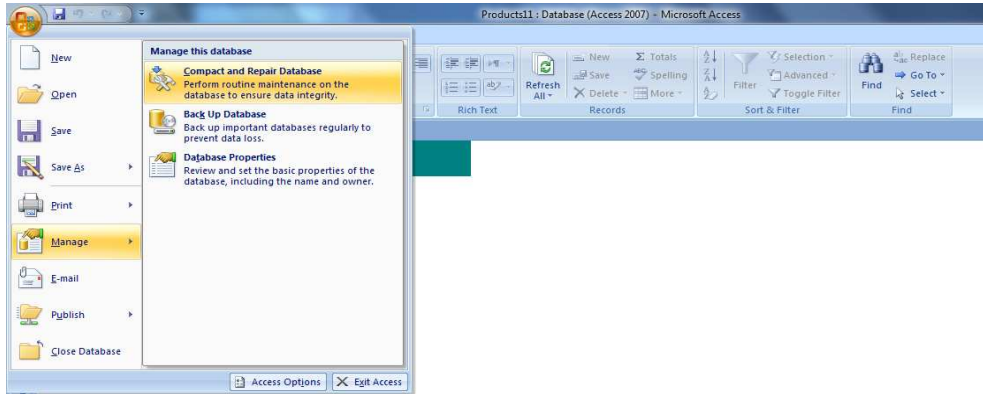 Products11 : Database (Access 2007) - Microsoft Access
New
Open
Save
Save As
Print
Manage
E-mail
Publish
Close Database
Manage this database
Compact and Repair Database
Perform routine maintenance on the
database to ensure data integrity.
Back Up Database
Back up important databases regularly to
prevent data loss.
Database Properties
Review and set the basic properties of the
database, including the name and owner.
Access Options
Exit Access
Rich Text
Refresh
All
New
Save
Delete
Totals
Spelling
More
Records
Filter
Selection
Advanced
Toggle Filter
Sort & Filter
Find
Replace
Go To
Select
Find